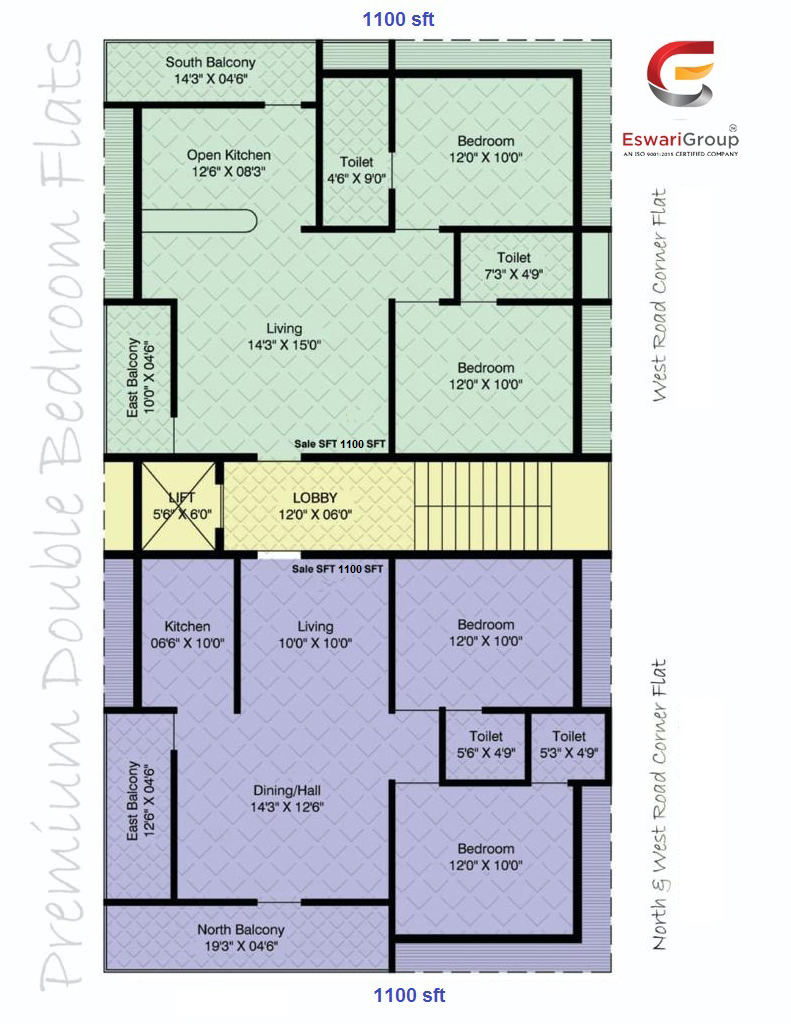 1100 sft
Premium Double Bedroom Flats
EswariGroup
AN ISO 9001:2015 CERTIFIED COMPANY
West Road Corner Flat
South Balcony
14'3" X 04'6"
Open Kitchen
12'6" X 08'3"
Toilet
4'6" X 9'0"
Bedroom
12'0" X 10'0"
Toilet
7'3" X 4'9"
Living
14'3" X 15'0"
East Balcony
10'0" X 04'6"
Bedroom
12'0" X 10'0"
Sale SFT 1100 SFT
LIFT
5'6" X 6'0"
LOBBY
12'0" X 06'0"
Sale SFT 1100 SFT
Kitchen
06'6" X 10'0"
Living
10'0" X 10'0"
Bedroom
12'0" X 10'0"
Toilet
5'6" X 4'9"
Toilet
5'3" X 4'9"
East Balcony
12'6" X 04'6"
Dining/Hall
14'3" X 12'6"
Bedroom
12'0" X 10'0"
North Balcony
19'3" X 04'6"
North & West Road Corner Flat
1100 sft